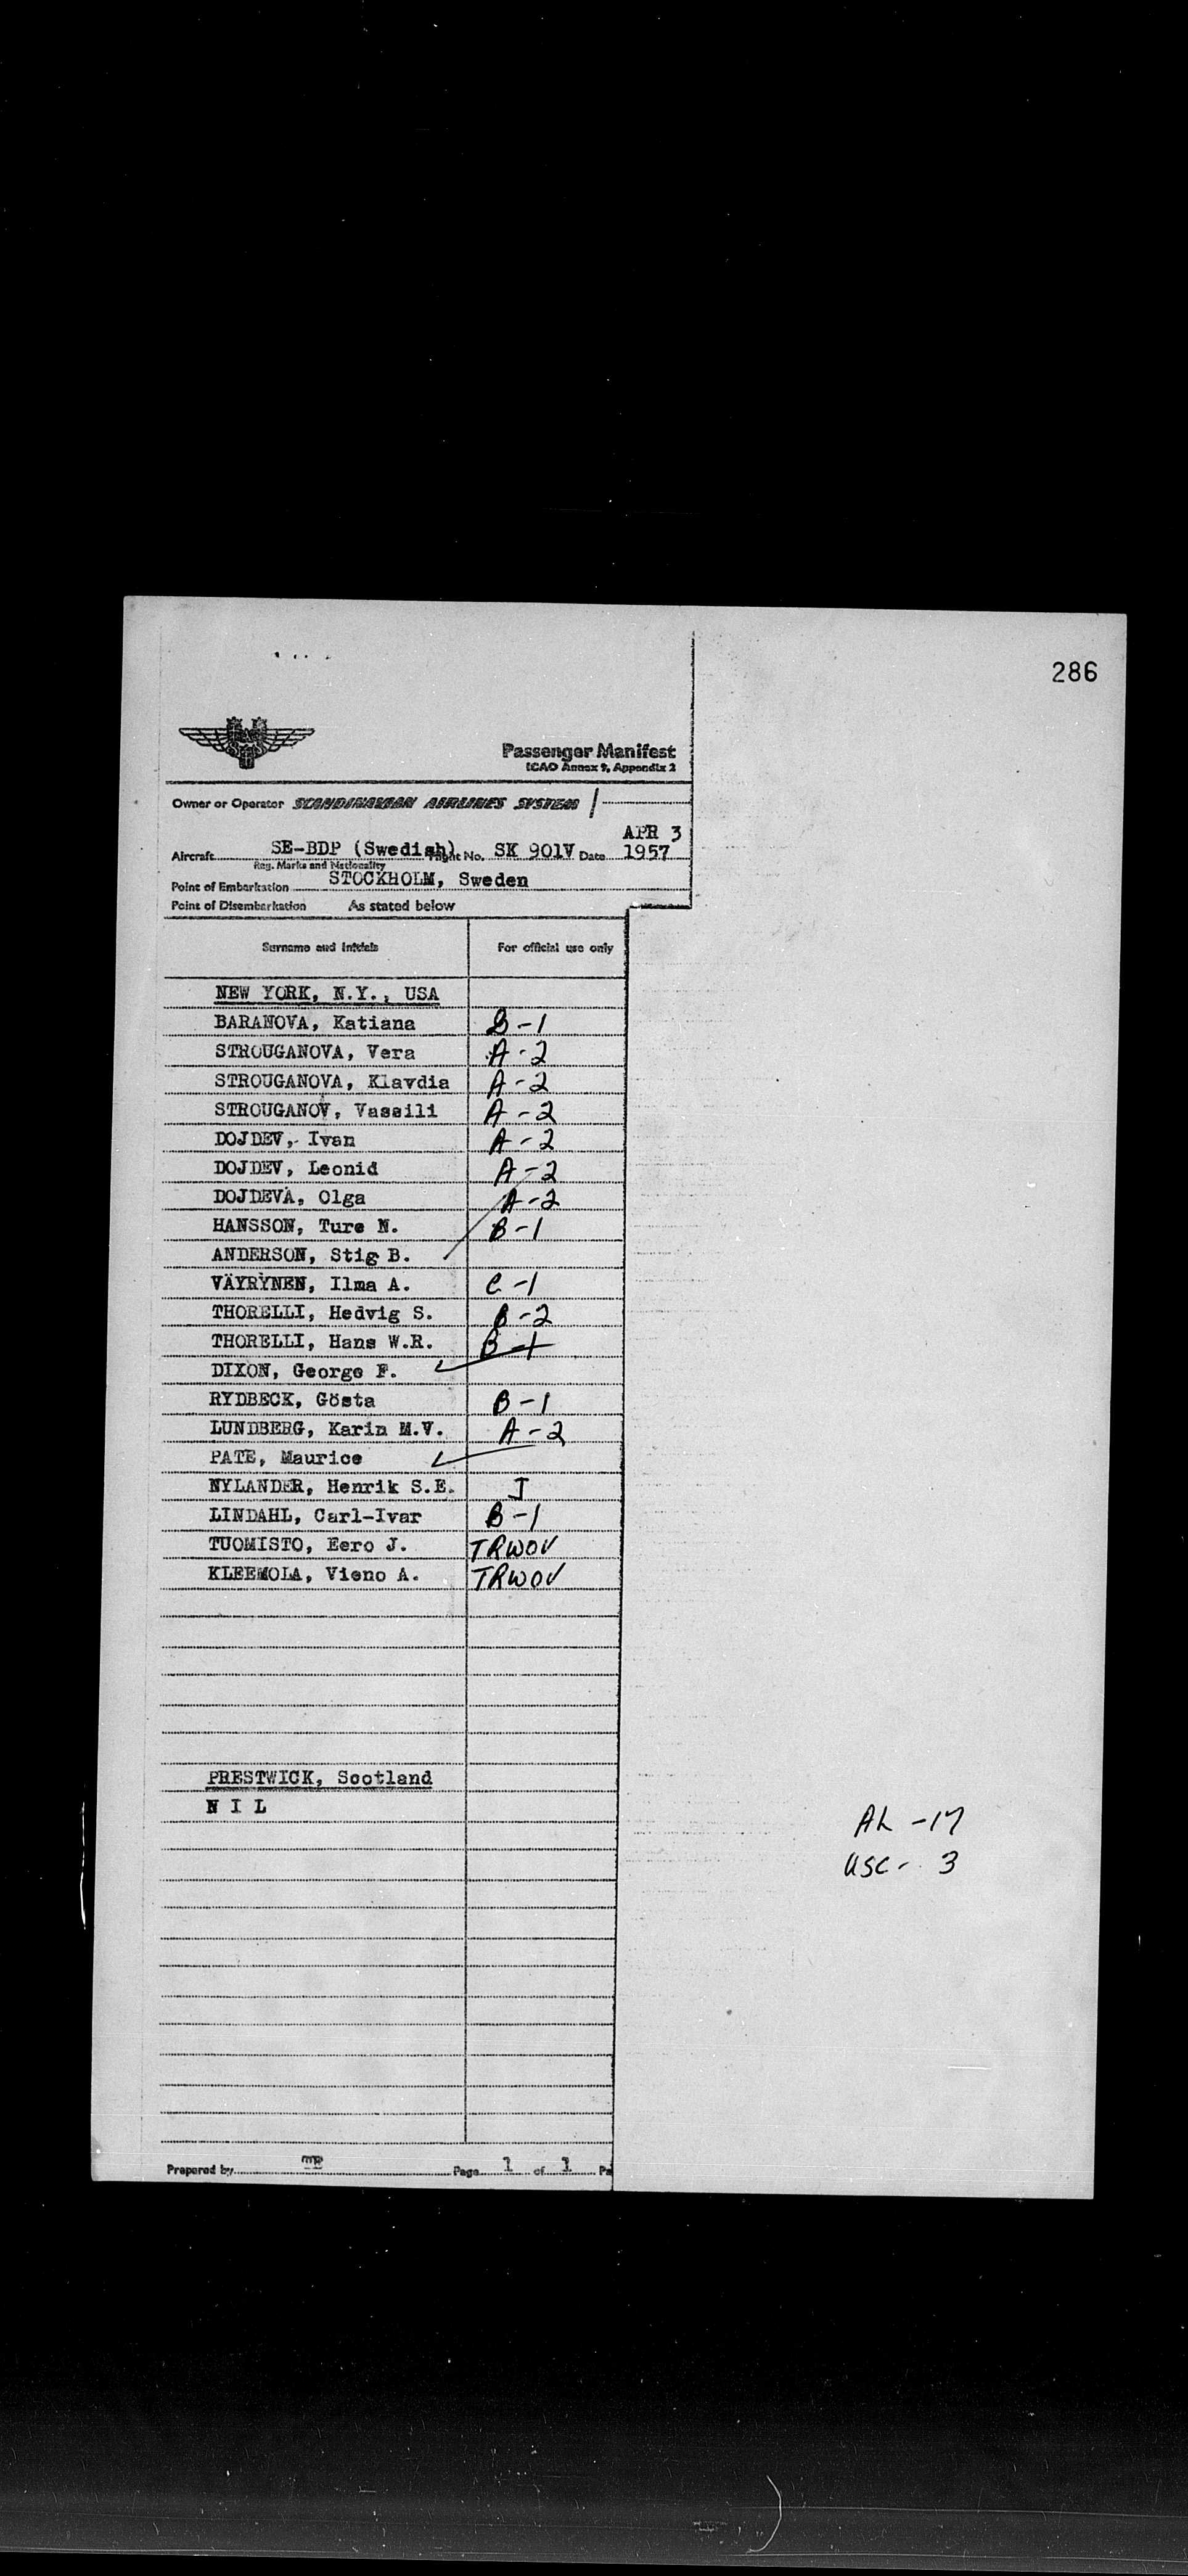 286
Passenger Manifest
ICAO Annex 9, Appendix 2
Owner or Operator SCANDINAVIAN AIRLINES SYSTEM
APR 3
Aircraft SE-BDP (Swedish) Flight No. SK 901V Date 1957
Reg. Marks and Nationality
Point of Embarkation STOCKHOLM, Sweden
Point of Disembarkation As stated below
Surname and initials For official use only
NEW YORK, N.Y., USA
BARANOVA, Katiana B-1
STROUGANOVA, Vera A-2
STROUGANOVA, Klavdia A-2
STROUGANOV, Vassili A-2
DOJDEV, Ivan A-2
DOJDEV, Leonid A-2
DOJDEVA, Olga A-2
HANSSON, Ture N. B-1
ANDERSON, Stig B.
VÄYRYNEN, Ilma A. C-1
THORELLI, Hedvig S. B-2
THORELLI, Hans W.R. B-1
DIXON, George F.
RYDBECK, Gösta B-1
LUNDBERG, Karin M.V. A-2
PATE, Maurice
NYLANDER, Henrik S.E. I
LINDAHL, Carl-Ivar B-1
TUOMISTO, Eero J. TRWOV
KLEEMOLA, Vieno A. TRWOV
PRESTWICK, Scotland
N I L
AL -17
USC- 3
Prepared by mp Page 1 of 1 Pa